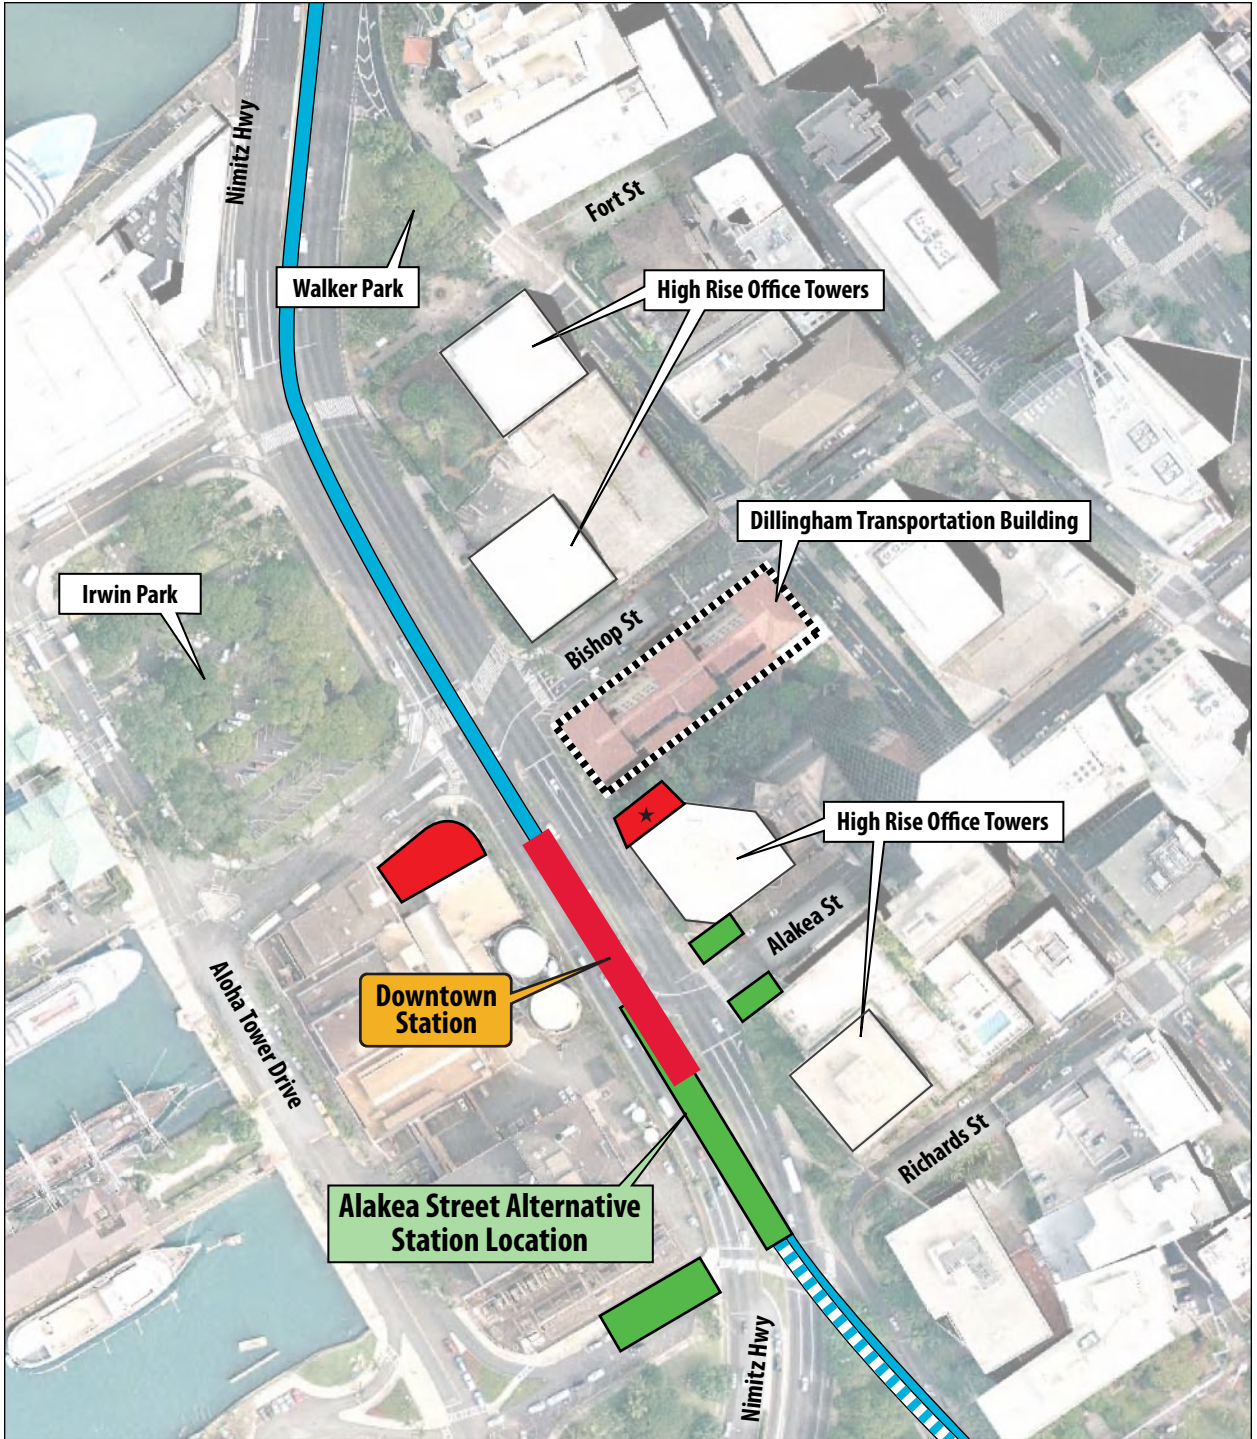 Nimitz Hwy
Fort St
Walker Park
High Rise Office Towers
Dillingham Transportation Building
Irwin Park
Bishop St
High Rise Office Towers
Alakea St
Downtown
Station
Aloha Tower Drive
Richards St
Alakea Street Alternative
Station Location
Nimitz Hwy